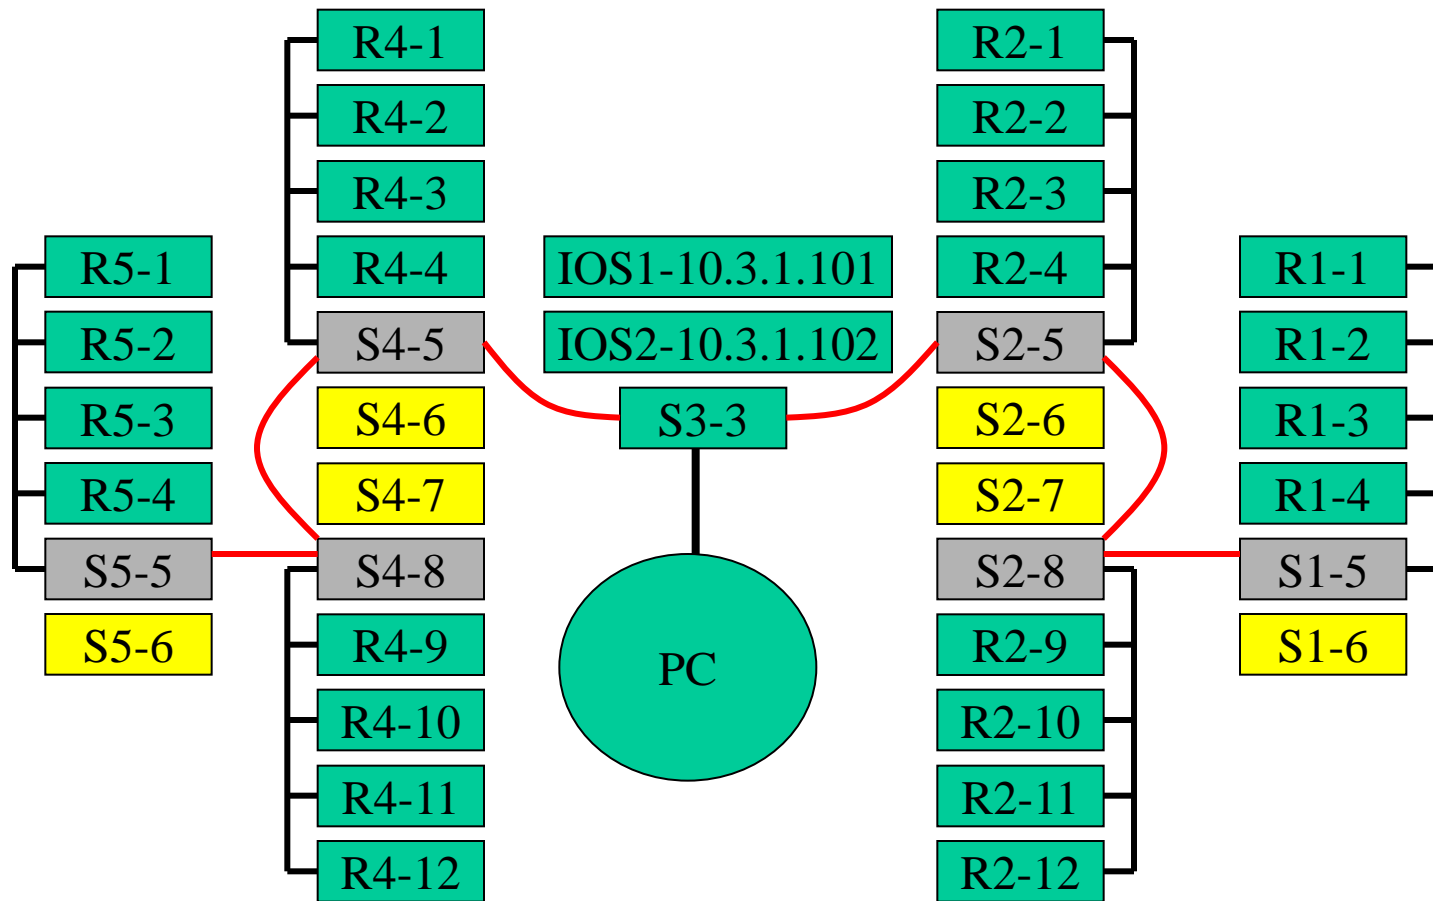 R4-1
R4-2
R4-3
R4-4
S4-5
S4-6
S4-7
S4-8
R4-9
R4-10
R4-11
R4-12
R5-1
R5-2
R5-3
R5-4
S5-5
S5-6
IOS1-10.3.1.101
IOS2-10.3.1.102
S3-3
PC
R2-1
R2-2
R2-3
R2-4
S2-5
S2-6
S2-7
S2-8
R2-9
R2-10
R2-11
R2-12
R1-1
R1-2
R1-3
R1-4
S1-5
S1-6